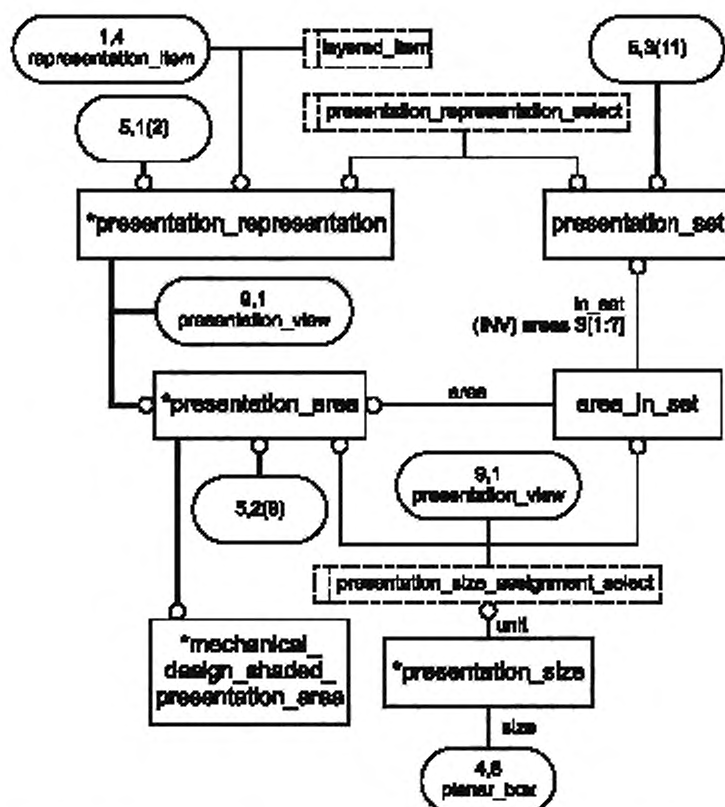 1,4
representation_item
layered_item
5,3(11)
5,1(2)
presentation_representation_select
*presentation_representation
presentation_set
9,1
presentation_view
in_set
(INV) areas S[1:?]
*presentation_area
area
area_in_set
5,2(8)
9,1
presentation_view
presentation_size_assignment_select
unit
*mechanical_
design_shaded_
presentation_area
*presentation_size
size
4,8
planar_box